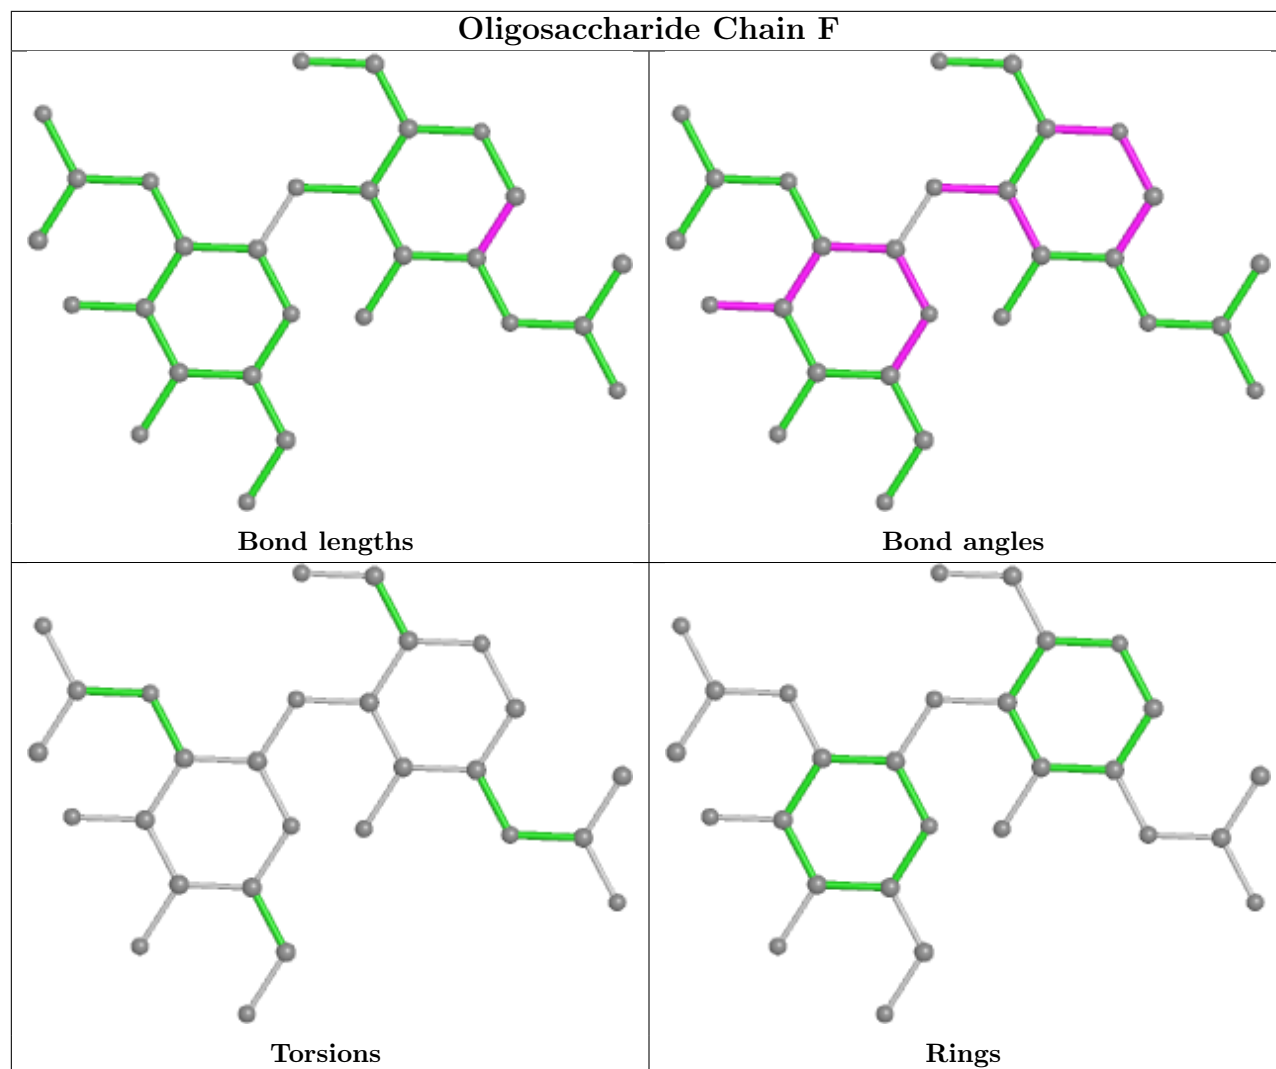 Oligosaccharide Chain F
Bond lengths
Bond angles
Torsions
Rings